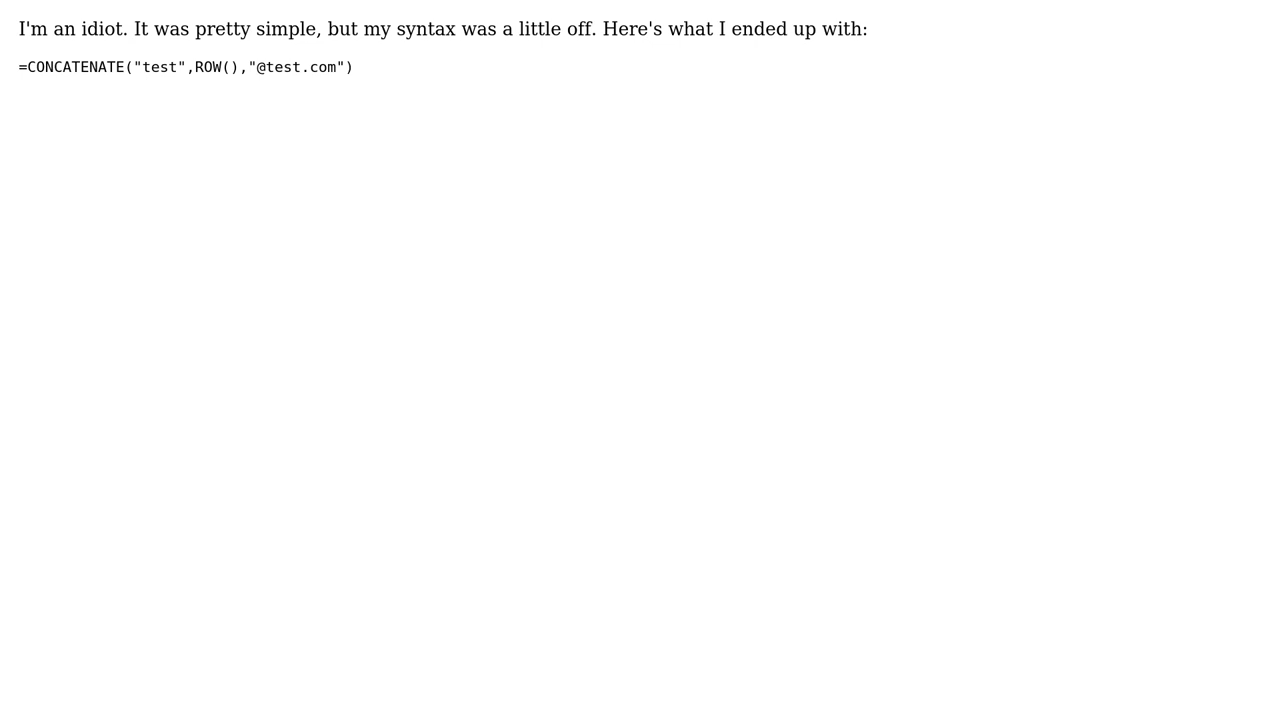 I'm an idiot. It was pretty simple, but my syntax was a little off. Here's what I ended up with:
=CONCATENATE("test",ROW(),"@test.com")